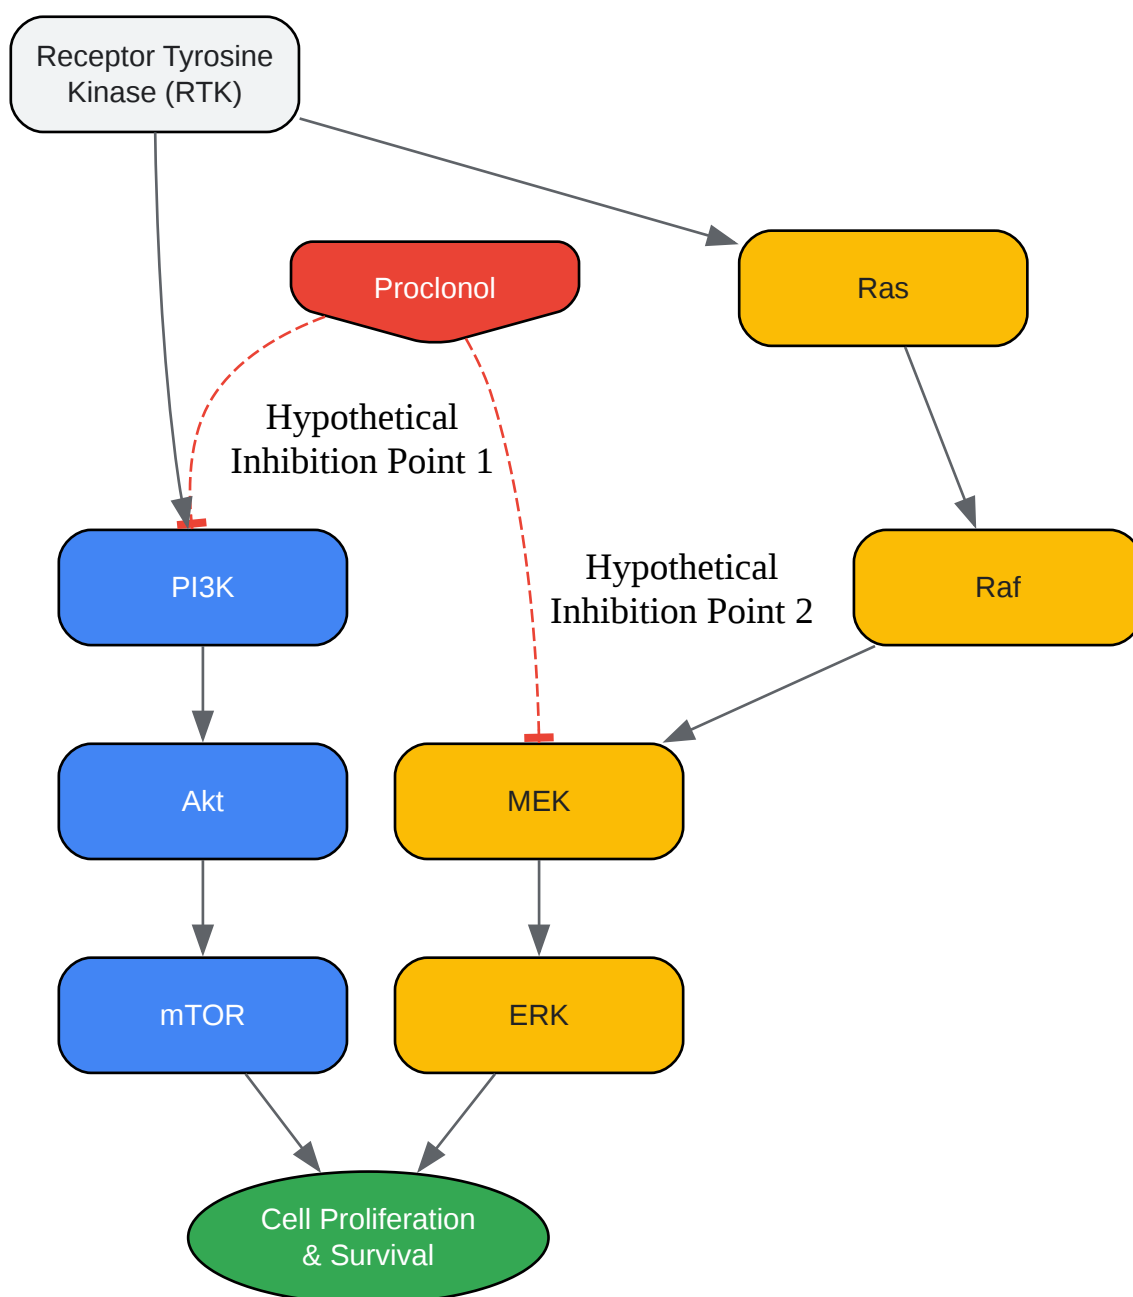 Receptor Tyrosine
Kinase (RTK)
Proclonol
Ras
Hypothetical
Inhibition Point 1
Hypothetical
Inhibition Point 2
PI3K
Raf
Akt
MEK
mTOR
ERK
Cell Proliferation
& Survival